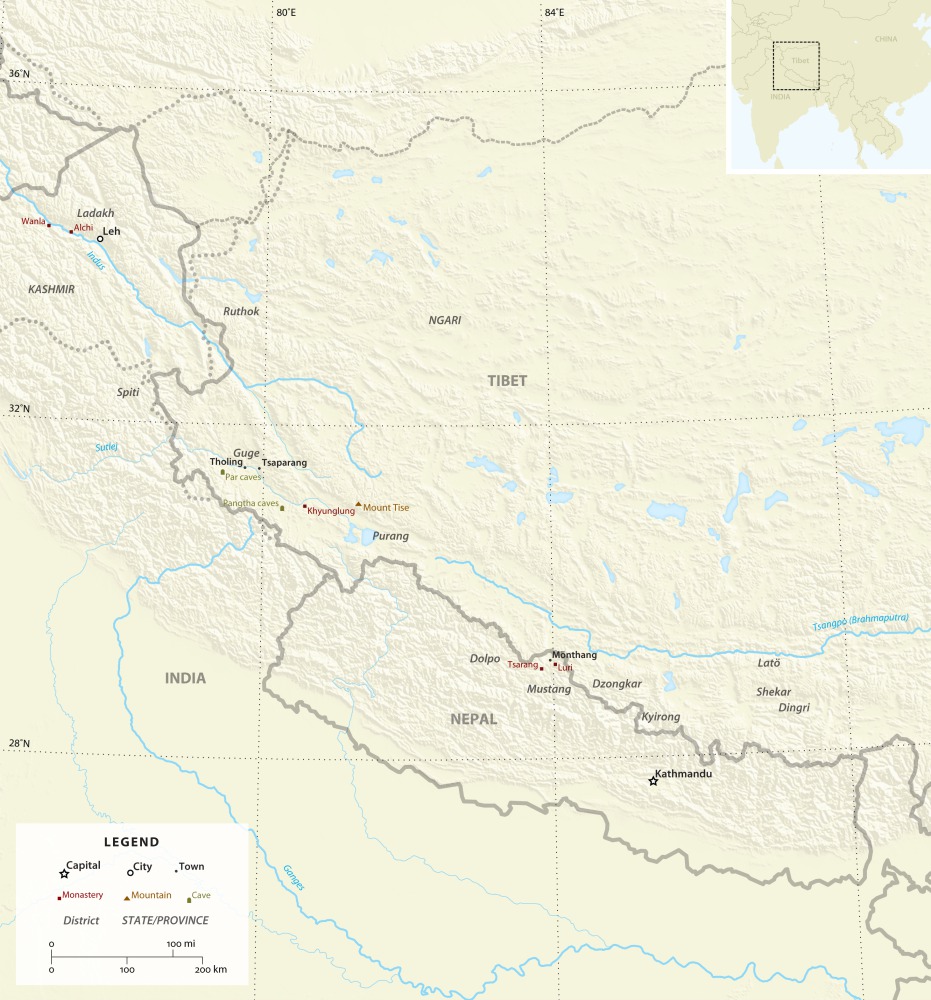 80°E
84°E
CHINA
Tibet
INDIA
36°N
Ladakh
Wanla
Alchi
Leh
Indus
KASHMIR
Ruthok
NGARI
TIBET
Spiti
32°N
Sutlej
Guge
Tholing
Tsaparang
Par caves
Pangtha caves
Khyunglung
Mount Tise
Purang
Tsangpo (Brahmaputra)
Dolpo
Monthang
Tsarang
Luri
Latö
INDIA
Mustang
Dzongkar
Shekar
Dingri
NEPAL
Kyirong
28°N
Kathmandu
Ganges
LEGEND
Capital
City
Town
Monastery
Mountain
Cave
District
STATE/PROVINCE
0
100 mi
0
100
200 km